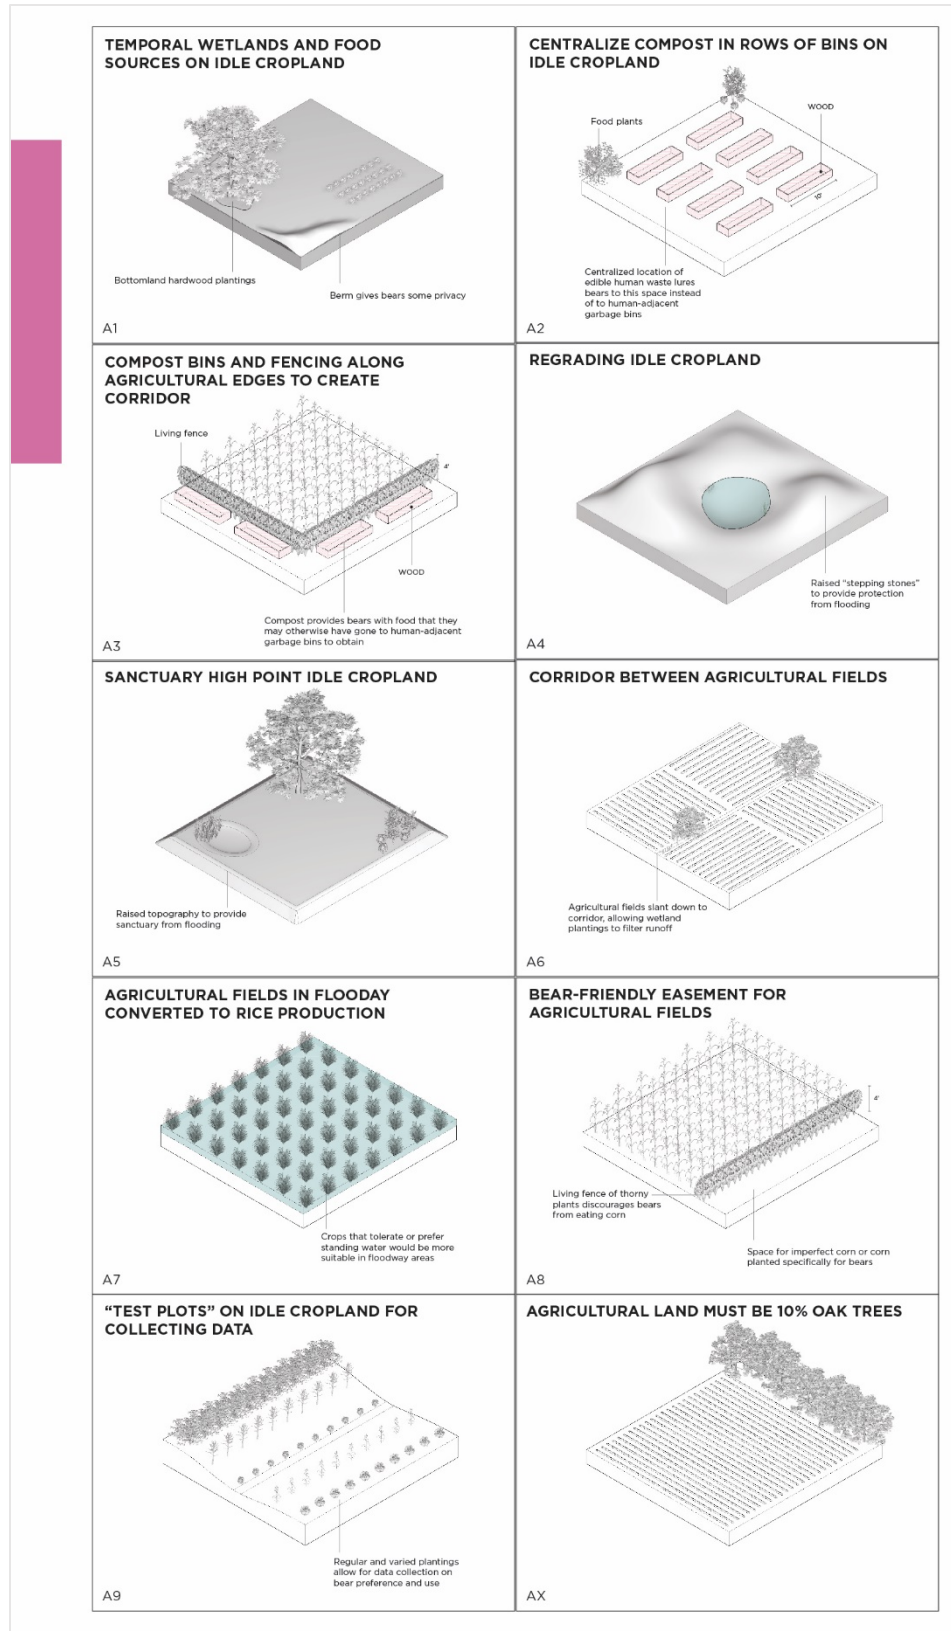 TEMPORAL WETLANDS AND FOOD
SOURCES ON IDLE CROPLAND
Bottomland hardwood plantings
Berm gives bears some privacy
A1
CENTRALIZE COMPOST IN ROWS OF BINS ON
IDLE CROPLAND
WOOD
Food plants
10'
Centralized location of
edible human waste lures
bears to this space instead
of to human-adjacent
garbage bins
A2
COMPOST BINS AND FENCING ALONG
AGRICULTURAL EDGES TO CREATE
CORRIDOR
Living fence
4'
WOOD
Compost provides bears with food that they
may otherwise have gone to human-adjacent
garbage bins to obtain
A3
REGRADING IDLE CROPLAND
Raised “stepping stones”
to provide protection
from flooding
A4
SANCTUARY HIGH POINT IDLE CROPLAND
Raised topography to provide
sanctuary from flooding
A5
CORRIDOR BETWEEN AGRICULTURAL FIELDS
Agricultural fields slant down to
corridor, allowing wetland
plantings to filter runoff
A6
AGRICULTURAL FIELDS IN FLOODAY
CONVERTED TO RICE PRODUCTION
Crops that tolerate or prefer
standing water would be more
suitable in floodway areas
A7
BEAR-FRIENDLY EASEMENT FOR
AGRICULTURAL FIELDS
4'
Living fence of thorny
plants discourages bears
from eating corn
Space for imperfect corn or corn
planted specifically for bears
A8
“TEST PLOTS” ON IDLE CROPLAND FOR
COLLECTING DATA
Regular and varied plantings
allow for data collection on
bear preference and use
A9
AGRICULTURAL LAND MUST BE 10% OAK TREES
AX